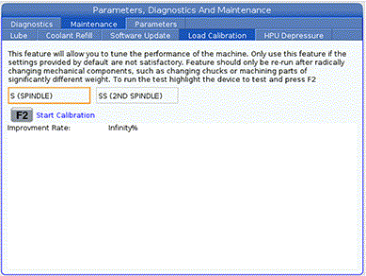 Parameters, Diagnostics And Maintenance
Diagnostics Maintenance Parameters
Lube Coolant Refill Software Update Load Calibration HPU Depressure
This feature will allow you to tune the performance of the machine. Only use this feature if the
settings provided by default are not satisfactory. Feature should only be re-run after radically
changing mechanical components, such as changing chucks or machining parts of
significantly different weight. To run the test highlight the device to test and press F2
S (SPINDLE) SS (2ND SPINDLE)
F2 Start Calibration
Improvment Rate: Infinity%